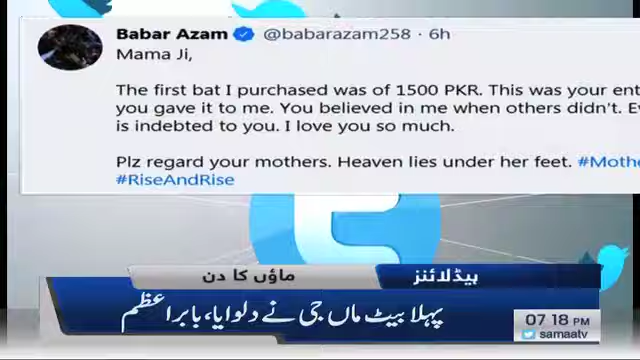 Babar Azam @babarazam258 · 6h
Mama Ji,
The first bat I purchased was of 1500 PKR. This was your ent
you gave it to me. You believed in me when others didn't. E
is indebted to you. I love you so much.
Plz regard your mothers. Heaven lies under her feet. #Moth
#RiseAndRise
ہیڈلائنز
ماؤں کا دن
پہلا بیٹ ماں جی نے دلوایا، بابراعظم
07:18 PM
samaatv